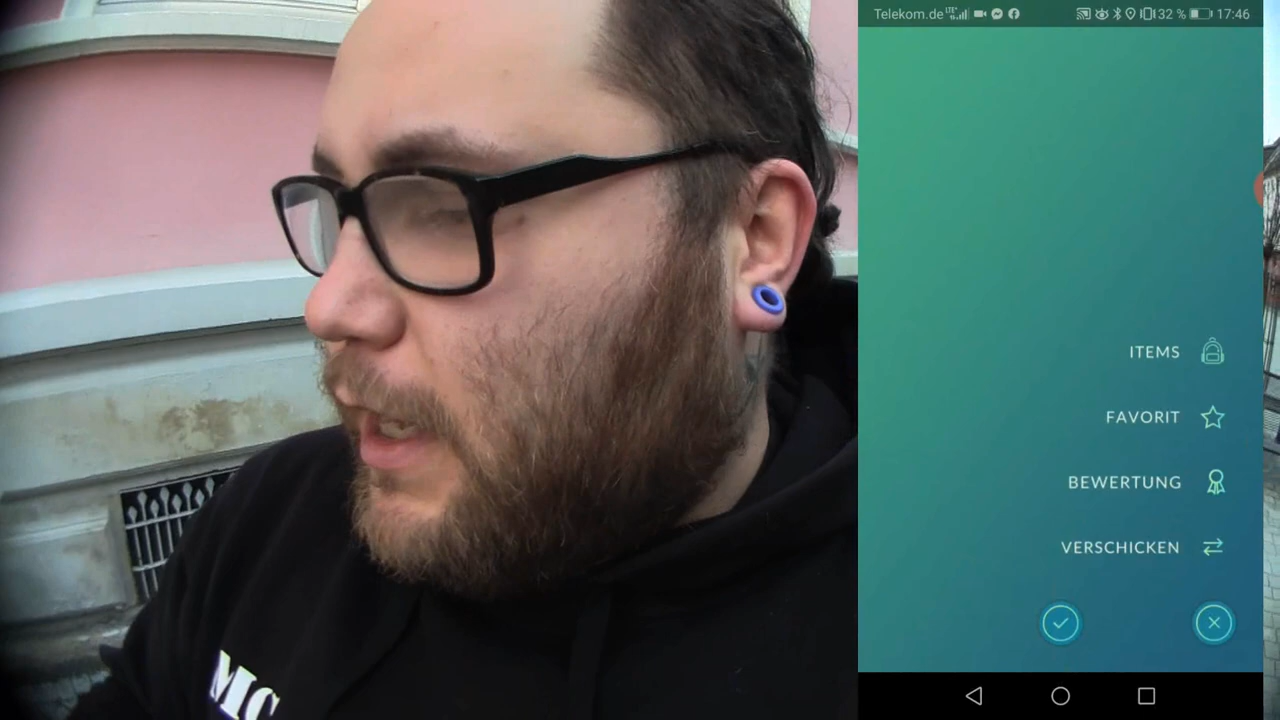 Telekom.de 32 % 17:46
ITEMS
FAVORIT
BEWERTUNG
VERSCHICKEN
MC